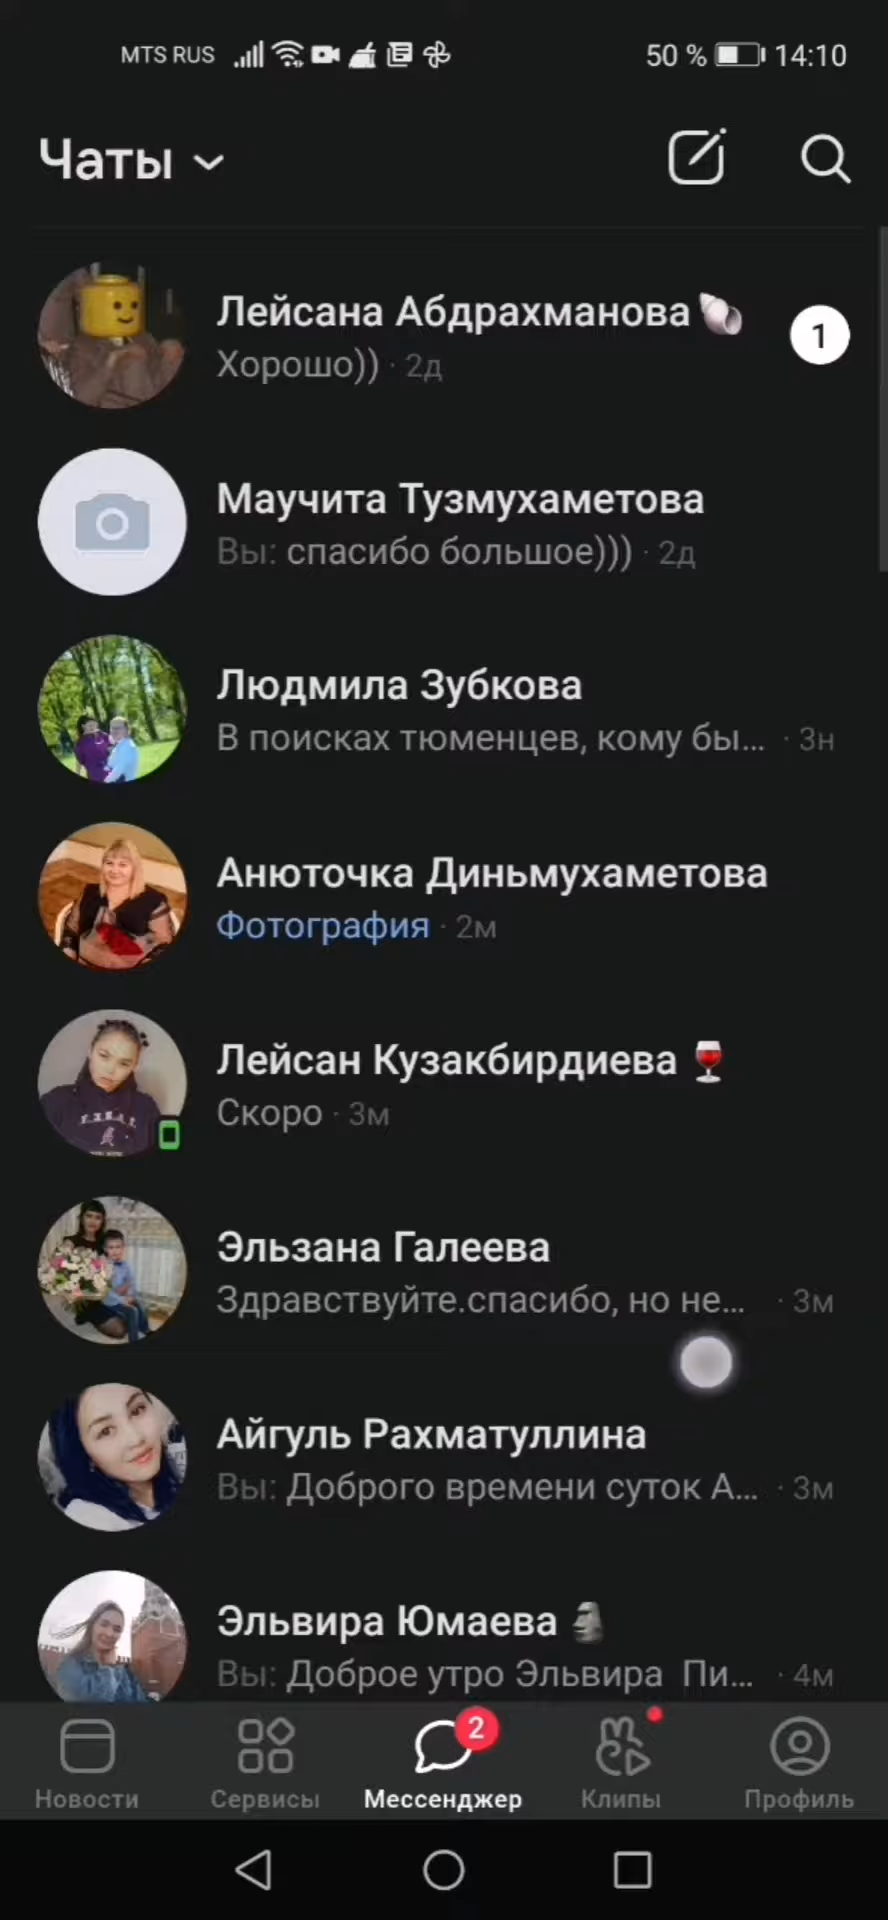 MTS RUS 50 % 14:10
Чаты
Лейсана Абдрахманова
Хорошо)) · 2д
1
Маучита Тузмухаметова
Вы: спасибо большое))) · 2д
Людмила Зубкова
В поисках тюменцев, кому бы... · 3н
Анюточка Диньмухаметова
Фотография · 2м
Лейсан Кузакбирдиева
Скоро · 3м
Эльзана Галеева
Здравствуйте.спасибо, но не... · 3м
Айгуль Рахматуллина
Вы: Доброго времени суток А... · 3м
Эльвира Юмаева
Вы: Доброе утро Эльвира Пи... · 4м
2
Новости Сервисы Мессенджер Клипы Профиль